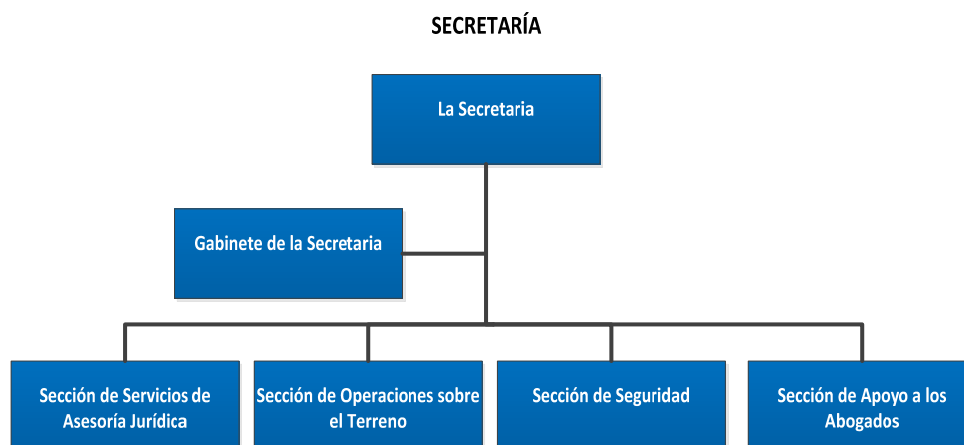 SECRETARÍA
La Secretaria
Gabinete de la Secretaria
Sección de Servicios de
Asesoría Jurídica
Sección de Operaciones sobre
el Terreno
Sección de Seguridad
Sección de Apoyo a los
Abogados